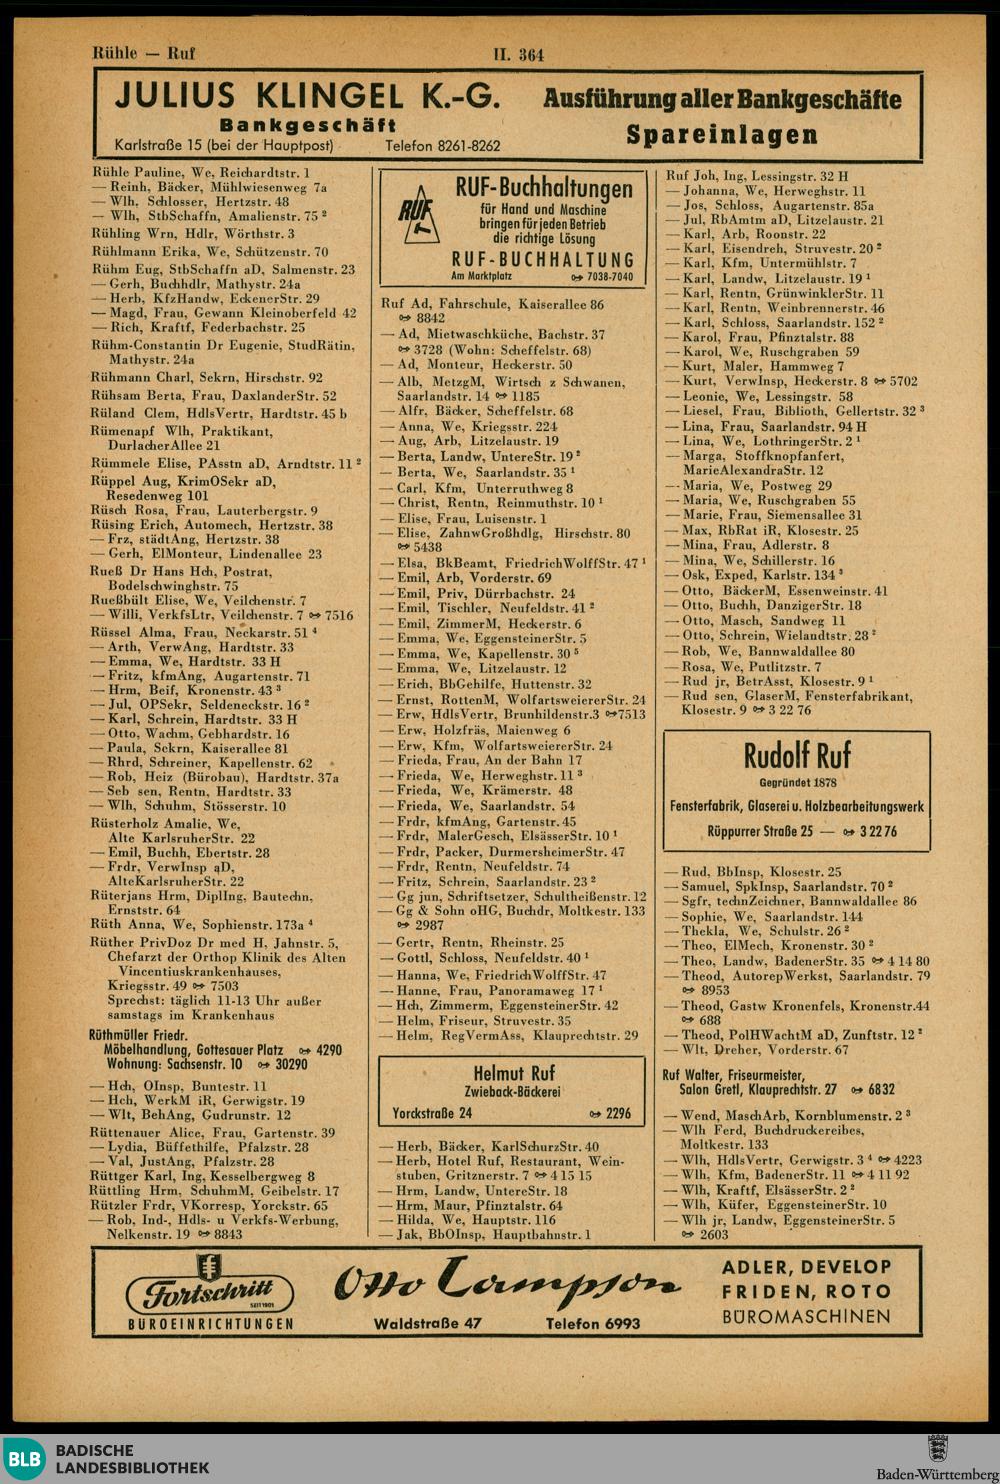 Rühle — Ruf
II. 364
JULIUS KLINGEL K.-G.
Bankgeschäft
Karlstraße 15 (bei der Hauptpost)
Telefon 8261-8262
Ausführung aller Bankgeschäfte
Spareinlagen
Rühle Pauline, We, Reichardtstr. 1
— Reinh, Bäcker, Mühlwiesenweg 7a
— Wlh, Schlosser, Hertzstr. 48
— Wlh, StbSchaffn, Amalienstr. 75 ²
Rühling Wrn, Hdlr, Wörthstr. 3
Rühlmann Erika, We, Schützenstr. 70
Rühm Eug, StbSchaffn aD, Salmenstr. 23
— Gerh, Buchhdlr, Mathystr. 24a
— Herb, KfzHandw, EckenerStr. 29
— Magd, Frau, Gewann Kleinoberfeld 42
— Rich, Kraftf, Federbachstr. 25
Rühm-Constantin Dr Eugenie, StudRätin,
Mathystr. 24a
Rühmann Charl, Sekrn, Hirschstr. 92
Rühsam Berta, Frau, DaxlanderStr. 52
Rüland Clem, HdlsVertr, Hardtstr. 45 b
Rümenapf Wlh, Praktikant,
DurlacherAllee 21
Rümmele Elise, PAsstn aD, Arndtstr. 11 ²
Rüppel Aug, KrimOSekr aD,
Resedenweg 101
Rüsch Rosa, Frau, Lauterbergstr. 9
Rüsing Erich, Automech, Hertzstr. 38
— Frz, städtAng, Hertzstr. 38
— Gerh, ElMonteur, Lindenallee 23
Rueß Dr Hans Hch, Postrat,
Bodelschwinghstr. 75
Rueßbült Elise, We, Veilchenstr. 7
— Willi, VerkfsLtr, Veilchenstr. 7 ☎ 7516
Rüssel Alma, Frau, Neckarstr. 51 ⁴
— Arth, VerwAng, Hardtstr. 33
— Emma, We, Hardtstr. 33 H
— Fritz, kfmAng, Augartenstr. 71
— Hrm, Beif, Kronenstr. 43 ³
— Jul, OPSekr, Seldeneckstr. 16 ²
— Karl, Schrein, Hardtstr. 33 H
— Otto, Wachm, Gebhardstr. 16
— Paula, Sekrn, Kaiserallee 81
— Rhrd, Schreiner, Kapellenstr. 62
— Rob, Heiz (Bürobau), Hardtstr. 37a
— Seb sen, Rentn, Hardtstr. 33
— Wlh, Schuhm, Stösserstr. 10
Rüsterholz Amalie, We,
Alte KarlsruherStr. 22
— Emil, Buchh, Ebertstr. 28
— Frdr, VerwInsp aD,
AlteKarlsruherStr. 22
Rüterjans Hrm, DiplIng, Bautechn,
Ernststr. 64
Rüth Anna, We, Sophienstr. 173a ⁴
Rüther PrivDoz Dr med H, Jahnstr. 5,
Chefarzt der Orthop Klinik des Alten
Vincentiuskrankenhauses,
Kriegsstr. 49 ☎ 7503
Sprechst: täglich 11-13 Uhr außer
samstags im Krankenhaus
Rüthmüller Friedr.
Möbelhandlung, Gottesauer Platz ☎ 4290
Wohnung: Sachsenstr. 10 ☎ 30290
— Hch, OInsp, Buntestr. 11
— Hch, WerkM iR, Gerwigstr. 19
— Wlt, BehAng, Gudrunstr. 12
Rüttenauer Alice, Frau, Gartenstr. 39
— Lydia, Büffethilfe, Pfalzstr. 28
— Val, JustAng, Pfalzstr. 28
Rüttger Karl, Ing, Kesselbergweg 8
Rüttling Hrm, SchuhmM, Geibelstr. 17
Rützler Frdr, VKorresp, Yorckstr. 65
— Rob, Ind-, Hdls- u Verkfs-Werbung,
Nelkenstr. 19 ☎ 8843
RUF
RUF-Buchhaltungen
für Hand und Maschine
bringen für jeden Betrieb
die richtige Lösung
RUF-BUCHHALTUNG
Am Marktplatz ☎ 7038-7040
Ruf Ad, Fahrschule, Kaiserallee 86
☎ 8842
— Ad, Mietwaschküche, Bachstr. 37
☎ 3728 (Wohn: Scheffelstr. 68)
— Ad, Monteur, Heckerstr. 50
— Alb, MetzgM, Wirtsch z Schwanen,
Saarlandstr. 14 ☎ 1185
— Alfr, Bäcker, Scheffelstr. 68
— Anna, We, Kriegsstr. 224
— Aug, Arb, Litzelaustr. 19
— Berta, Landw, UntereStr. 19 ²
— Berta, We, Saarlandstr. 35 ¹
— Carl, Kfm, Unterruthweg 8
— Christ, Rentn, Reinmuthstr. 10 ¹
— Elise, Frau, Luisenstr. 1
— Elise, ZahnwGroßhdlg, Hirschstr. 80
☎ 5438
— Elsa, BkBeamt, FriedrichWolffStr. 47 ¹
— Emil, Arb, Vorderstr. 69
— Emil, Priv, Dürrbachstr. 24
— Emil, Tischler, Neufeldstr. 41 ²
— Emil, ZimmerM, Heckerstr. 6
— Emma, We, EggensteinerStr. 5
— Emma, We, Kapellenstr. 30 ⁵
— Emma, We, Litzelaustr. 12
— Erich, BbGehilfe, Huttenstr. 32
— Ernst, RottenM, WolfartsweiererStr. 24
— Erw, HdlsVertr, Brunhildenstr.3 ☎7513
— Erw, Holzfräs, Maienweg 6
— Erw, Kfm, WolfartsweiererStr. 24
— Frieda, Frau, An der Bahn 17
— Frieda, We, Herweghstr. 11 ³
— Frieda, We, Krämerstr. 48
— Frieda, We, Saarlandstr. 54
— Frdr, kfmAng, Gartenstr. 45
— Frdr, MalerGesch, ElsässerStr. 10 ¹
— Frdr, Packer, DurmersheimerStr. 47
— Frdr, Rentn, Neufeldstr. 74
— Fritz, Schrein, Saarlandstr. 23 ²
— Gg jun, Schriftsetzer, Schultheißenstr. 12
— Gg & Sohn oHG, Buchdr, Moltkestr. 133
☎ 2987
— Gertr, Rentn, Rheinstr. 25
— Gottl, Schloss, Neufeldstr. 40 ¹
— Hanna, We, FriedrichWolffStr. 47
— Hanne, Frau, Panoramaweg 17 ¹
— Hch, Zimmerm, EggensteinerStr. 42
— Helm, Friseur, Struvestr. 35
— Helm, RegVermAss, Klauprechtstr. 29
Helmut Ruf
Zwieback-Bäckerei
Yorckstraße 24 ☎ 2296
— Herb, Bäcker, KarlSchurzStr. 40
— Herb, Hotel Ruf, Restaurant, Wein-
stuben, Gritznerstr. 7 ☎ 4 15 15
— Hrm, Landw, UntereStr. 18
— Hrm, Maur, Pfinztalstr. 64
— Hilda, We, Hauptstr. 116
— Jak, BbOInsp, Hauptbahnstr. 1
Ruf Joh, Ing, Lessingstr. 32 H
— Johanna, We, Herweghstr. 11
— Jos, Schloss, Augartenstr. 85a
— Jul, RbAmtm aD, Litzelaustr. 21
— Karl, Arb, Roonstr. 22
— Karl, Eisendreh, Struvestr. 20 ²
— Karl, Kfm, Untermühlstr. 7
— Karl, Landw, Litzelaustr. 19 ¹
— Karl, Rentn, GrünwinklerStr. 11
— Karl, Rentn, Weinbrennerstr. 46
— Karl, Schloss, Saarlandstr. 152 ²
— Karol, Frau, Pfinztalstr. 88
— Karol, We, Ruschgraben 59
— Kurt, Maler, Hammweg 7
— Kurt, VerwInsp, Heckerstr. 8 ☎ 5702
— Leonie, We, Lessingstr. 58
— Liesel, Frau, Biblioth, Gellertstr. 32 ³
— Lina, Frau, Saarlandstr. 94 H
— Lina, We, LothringerStr. 2 ¹
— Marga, Stoffknopfanfert,
MarieAlexandraStr. 12
— Maria, We, Postweg 29
— Maria, We, Ruschgraben 55
— Marie, Frau, Siemensallee 31
— Max, RbRat iR, Klosestr. 25
— Mina, Frau, Adlerstr. 8
— Mina, We, Schillerstr. 16
— Osk, Exped, Karlstr. 134 ³
— Otto, BäckerM, Essenweinstr. 41
— Otto, Buchh, DanzigerStr. 18
— Otto, Masch, Sandweg 11
— Otto, Schrein, Wielandtstr. 28 ²
— Rob, We, Bannwaldallee 80
— Rosa, We, Putlitzstr. 7
— Rud jr, BetrAsst, Klosestr. 9 ¹
— Rud sen, GlaserM, Fensterfabrikant,
Klosestr. 9 ☎ 3 22 76
Rudolf Ruf
Gegründet 1878
Fensterfabrik, Glaserei u. Holzbearbeitungswerk
Rüppurrer Straße 25 — ☎ 3 22 76
— Rud, BbInsp, Klosestr. 25
— Samuel, SpkInsp, Saarlandstr. 70 ²
— Sgfr, technZeichner, Bannwaldallee 86
— Sophie, We, Saarlandstr. 144
— Thekla, We, Schulstr. 26 ²
— Theo, ElMech, Kronenstr. 30 ²
— Theo, Landw, BadenerStr. 35 ☎ 4 14 80
— Theod, AutorepWerkst, Saarlandstr. 79
☎ 8953
— Theod, Gastw Kronenfels, Kronenstr.44
☎ 688
— Theod, PolHWachtM aD, Zunftstr. 12 ²
— Wlt, Dreher, Vorderstr. 67
Ruf Walter, Friseurmeister,
Salon Gretl, Klauprechtstr. 27 ☎ 6832
— Wend, MaschArb, Kornblumenstr. 2 ³
— Wlh Ferd, Buchdruckereibes,
Moltkestr. 133
— Wlh, HdlsVertr, Gerwigstr. 3 ⁴ ☎ 4223
— Wlh, Kfm, BadenerStr. 11 ☎ 4 11 92
— Wlh, Kraftf, ElsässerStr. 2 ²
— Wlh, Küfer, EggensteinerStr. 10
— Wlh jr, Landw, EggensteinerStr. 5
☎ 2603
Fortschritt
SEIT 1901
BÜROEINRICHTUNGEN
Otto Lampson
Waldstraße 47 Telefon 6993
ADLER, DEVELOP
FRIDEN, ROTO
BÜROMASCHINEN
BLB
BADISCHE
LANDESBIBLIOTHEK
Baden-Württemberg